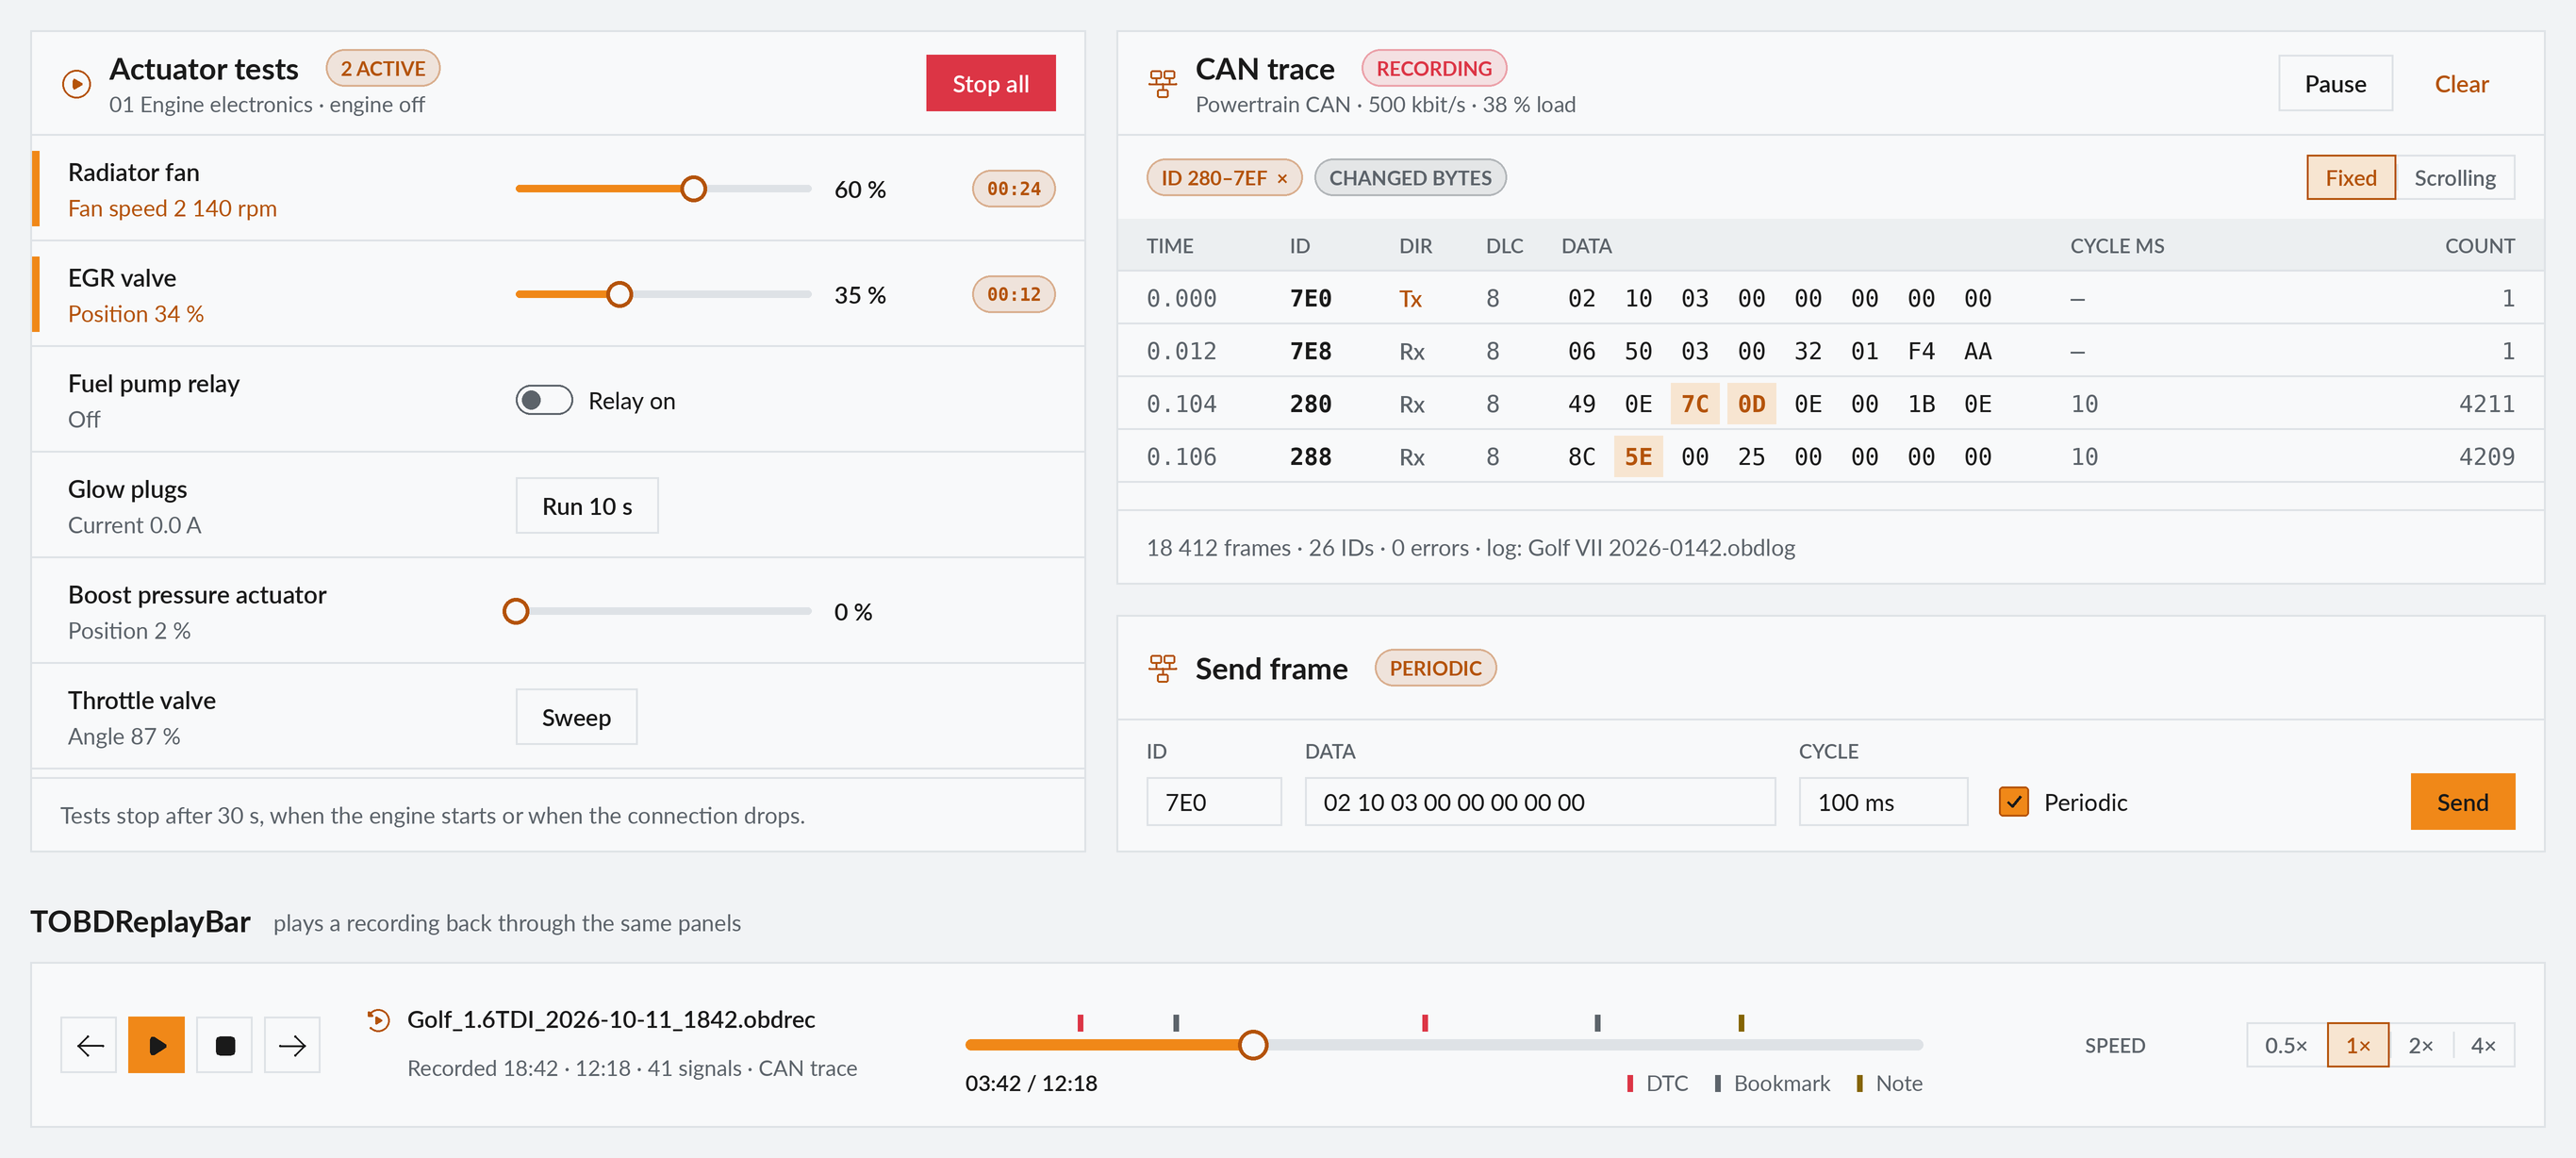 Actuator tests 2 ACTIVE
01 Engine electronics · engine off
Stop all
Radiator fan
Fan speed 2 140 rpm
60 %
00:24
EGR valve
Position 34 %
35 %
00:12
Fuel pump relay
Off
Relay on
Glow plugs
Current 0.0 A
Run 10 s
Boost pressure actuator
Position 2 %
0 %
Throttle valve
Angle 87 %
Sweep
Tests stop after 30 s, when the engine starts or when the connection drops.
CAN trace RECORDING
Powertrain CAN · 500 kbit/s · 38 % load
Pause Clear
ID 280–7EF × CHANGED BYTES
Fixed Scrolling
TIME ID DIR DLC DATA CYCLE MS COUNT
0.000 7E0 Tx 8 02 10 03 00 00 00 00 00 – 1
0.012 7E8 Rx 8 06 50 03 00 32 01 F4 AA – 1
0.104 280 Rx 8 49 0E 7C 0D 0E 00 1B 0E 10 4211
0.106 288 Rx 8 8C 5E 00 25 00 00 00 00 10 4209
18 412 frames · 26 IDs · 0 errors · log: Golf VII 2026-0142.obdlog
Send frame PERIODIC
ID DATA CYCLE
7E0 02 10 03 00 00 00 00 00 100 ms Periodic Send
TOBDReplayBar plays a recording back through the same panels
Golf_1.6TDI_2026-10-11_1842.obdrec
Recorded 18:42 · 12:18 · 41 signals · CAN trace
03:42 / 12:18
DTC Bookmark Note
SPEED 0.5× 1× 2× 4×